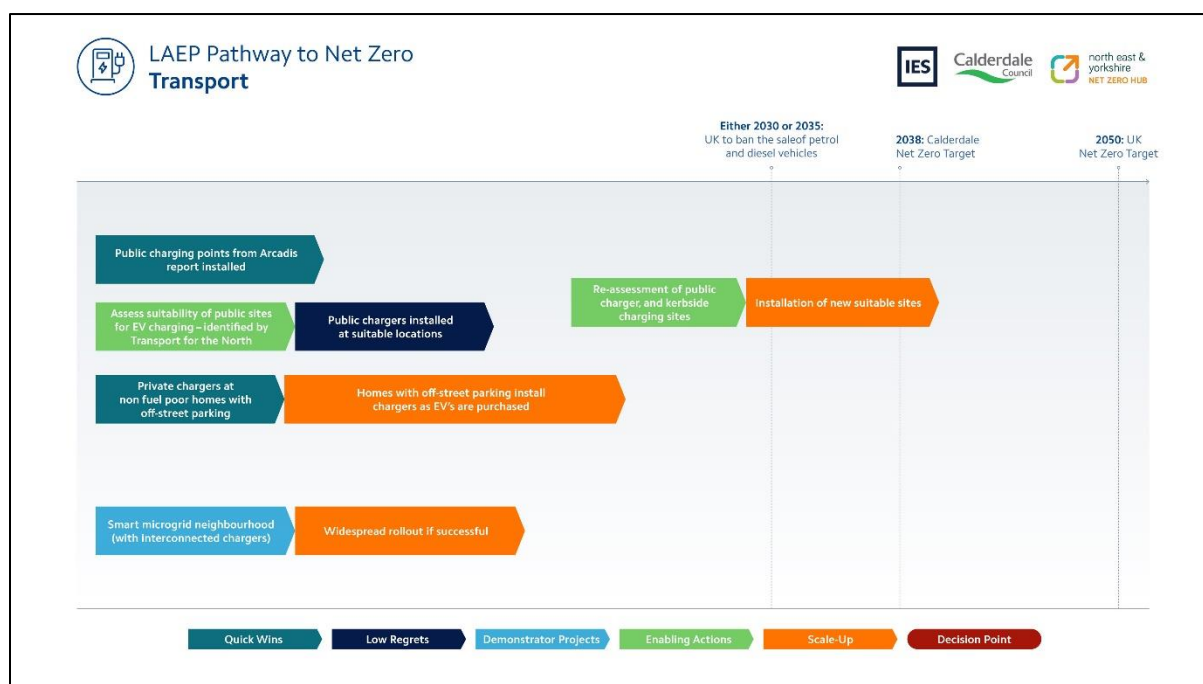 LAEP Pathway to Net Zero
Transport
IES
Calderdale
Council
north east &
yorkshire
NET ZERO HUB
Either 2030 or 2035:
UK to ban the saleof petrol
and diesel vehicles
2038: Calderdale
Net Zero Target
2050: UK
Net Zero Target
Public charging points from Arcadis
report installed
Assess suitability of public sites
for EV charging – identified by
Transport for the North
Public chargers installed
at suitable locations
Re-assessment of public
charger, and kerbside
charging sites
Installation of new suitable sites
Private chargers at
non fuel poor homes with
off-street parking
Homes with off-street parking install
chargers as EV's are purchased
Smart microgrid neighbourhood
(with interconnected chargers)
Widespread rollout if successful
Quick Wins
Low Regrets
Demonstrator Projects
Enabling Actions
Scale-Up
Decision Point